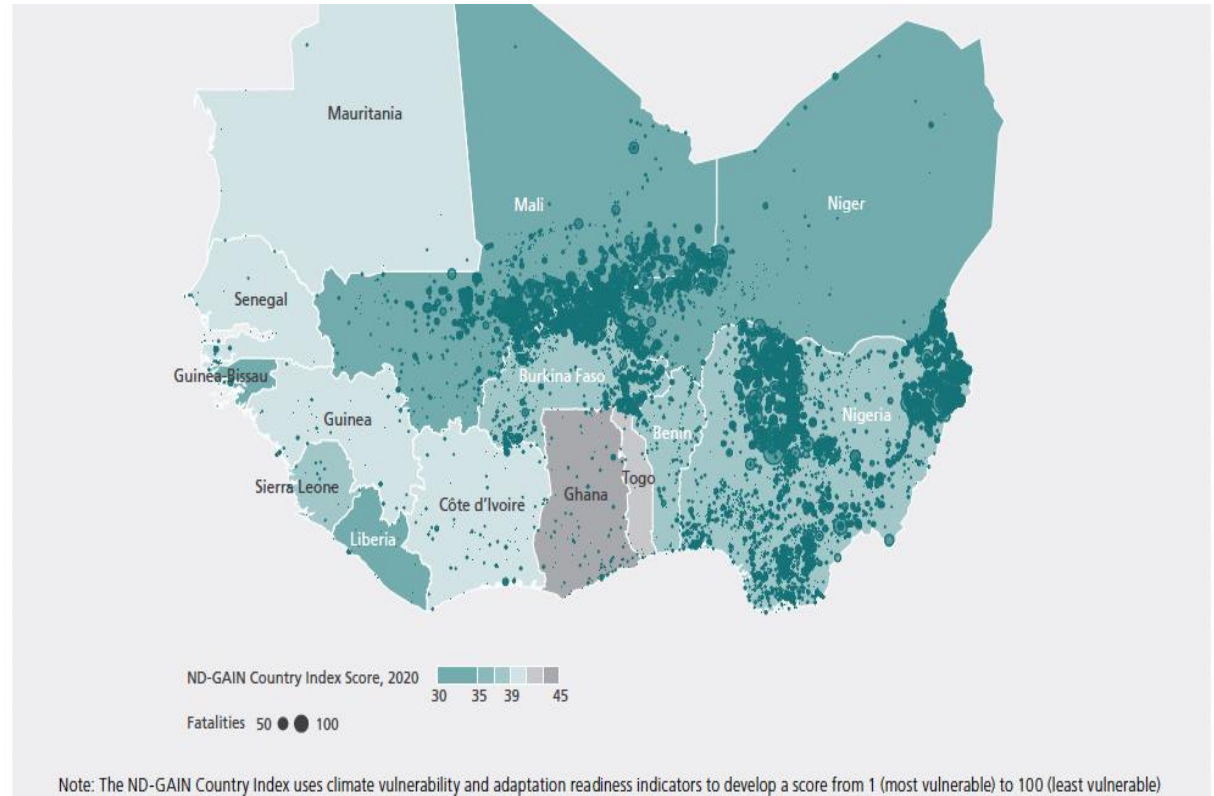 Mauritania
Mali
Niger
Senegal
Guinea-Bissau
Burkina Faso
Guinea
Nigeria
Benin
Sierra Leone
Togo
Côte d'Ivoire
Ghana
Liberia
ND-GAIN Country Index Score, 2020
30 35 39 45
Fatalities 50 100
Note: The ND-GAIN Country Index uses climate vulnerability and adaptation readiness indicators to develop a score from 1 (most vulnerable) to 100 (least vulnerable)